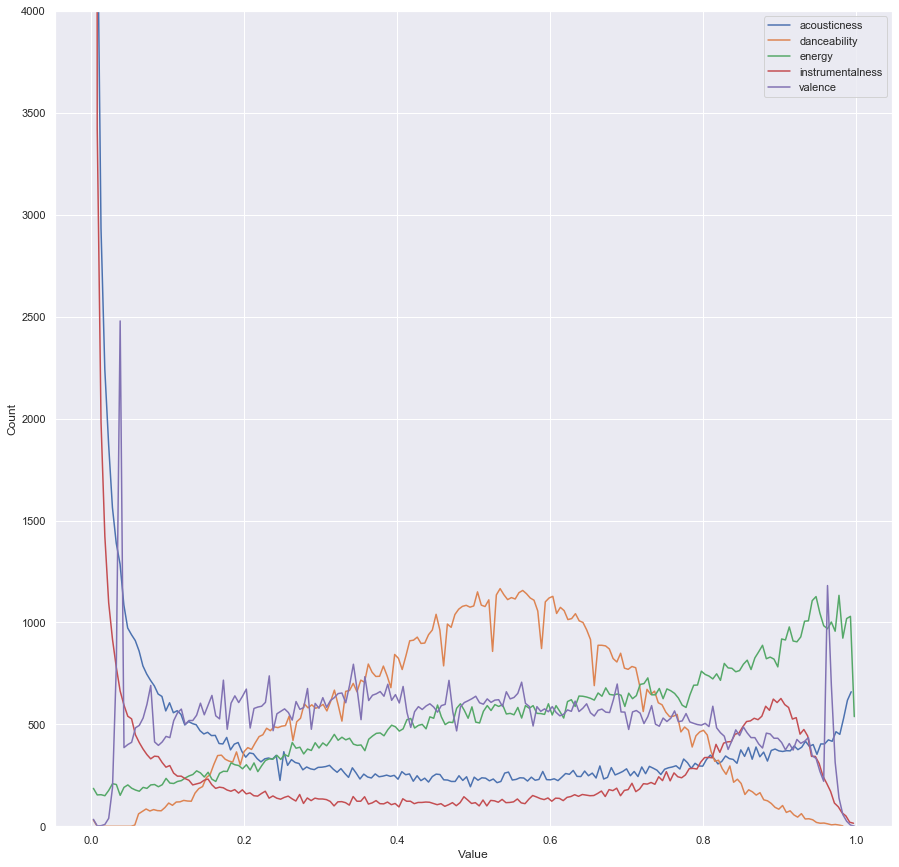 4000
3500
3000
2500
2000
1500
1000
500
0
Count
0.0 0.2 0.4 0.6 0.8 1.0
Value
acousticness
danceability
energy
instrumentalness
valence